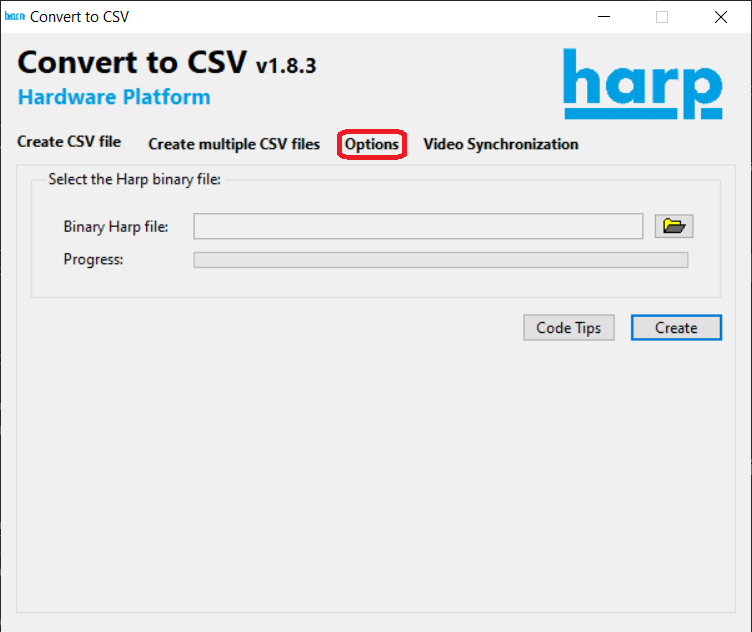 harp Convert to CSV
Convert to CSV v1.8.3
Hardware Platform
harp
Create CSV file Create multiple CSV files Options Video Synchronization
Select the Harp binary file:
Binary Harp file:
Progress:
Code Tips Create